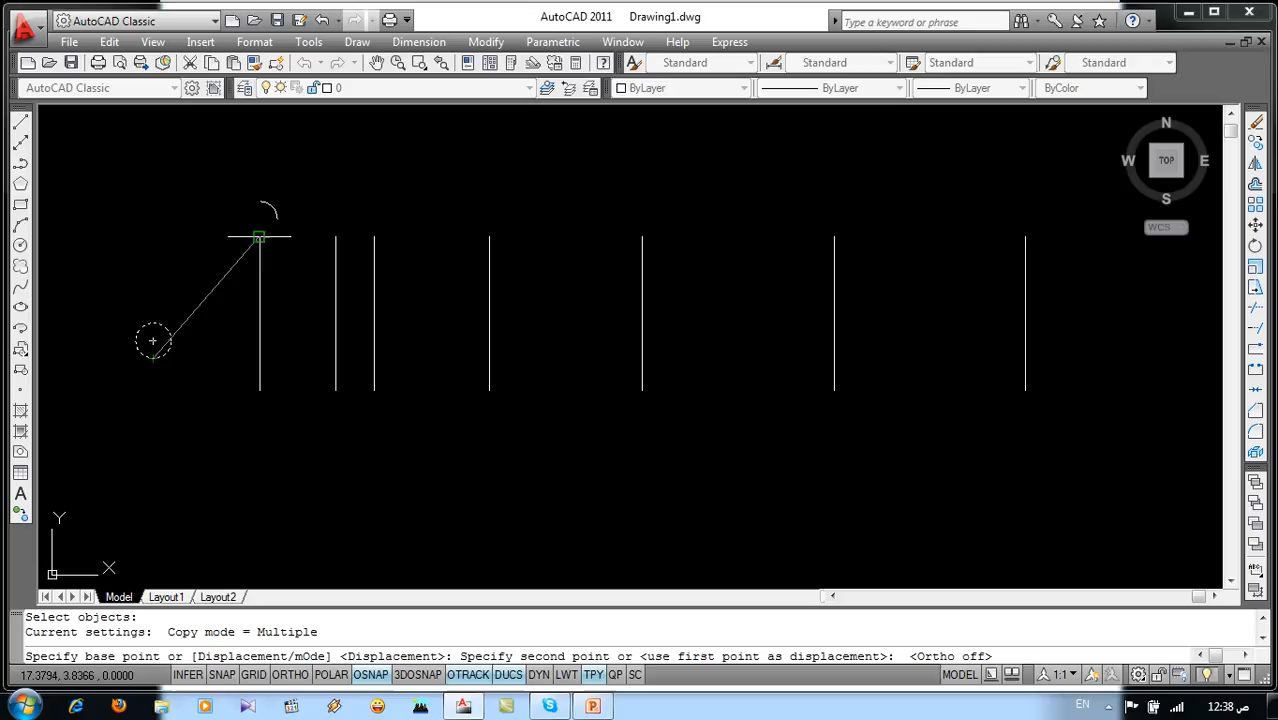 AutoCAD Classic
AutoCAD 2011 Drawing1.dwg
Type a keyword or phrase
File Edit View Insert Format Tools Draw Dimension Modify Parametric Window Help Express
Standard Standard Standard Standard
AutoCAD Classic 0 ByLayer ByLayer ByLayer ByColor
N
W TOP E
S
WCS
Y
X
Model Layout1 Layout2
Select objects:
Current settings: Copy mode = Multiple
Specify base point or [Displacement/mOde] <Displacement>: Specify second point or <use first point as displacement>: <Ortho off>
17.3794, 3.8366, 0.0000 INFER SNAP GRID ORTHO POLAR OSNAP 3DOSNAP OTRACK DUCS DYN LWT TPY QP SC MODEL 1:1
EN 12:38 ص